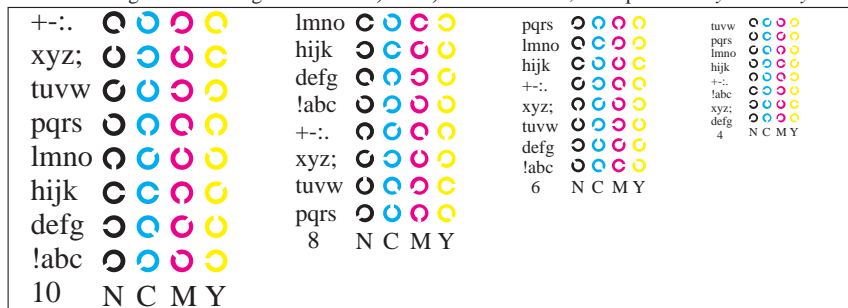 +-:.
xyz;
tuvw
pqrs
lmno
hijk
defg
!abc
10 N C M Y
lmno
hijk
defg
!abc
+-:.
xyz;
tuvw
pqrs
8 N C M Y
pqrs
lmno
hijk
+-:.
xyz;
tuvw
defg
!abc
6 N C M Y
tuvw
pqrs
lmno
hijk
+-:.
!abc
xyz;
defg
4 N C M Y